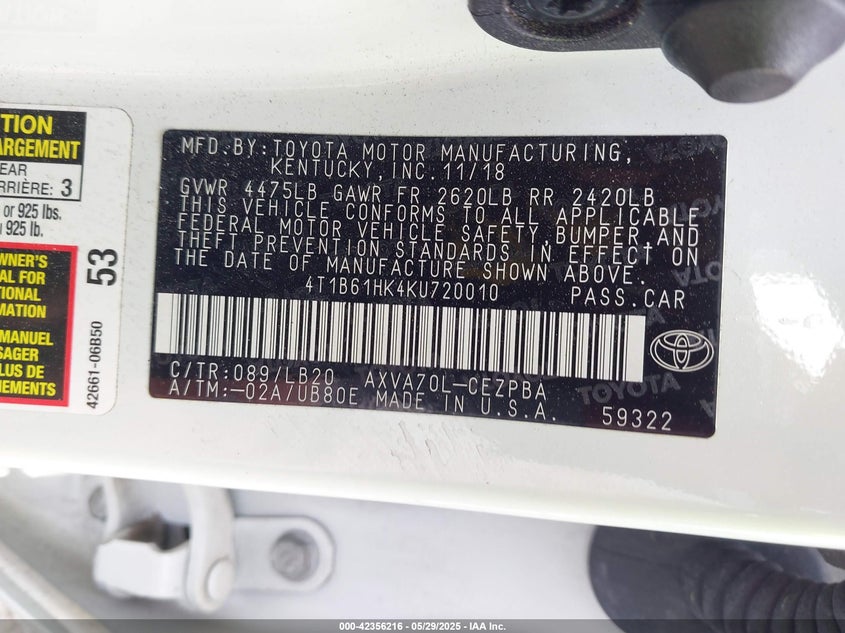 TION
ARGEMENT
EAR
RRIÈRE: 3
or 925 lbs.
925 lb.
WNER'S
AL FOR
TIONAL
MATION
MANUEL
SAGER
PLUS DE
NEMENTS
53
42661-06B50
MFD.BY:TOYOTA MOTOR MANUFACTURING,
KENTUCKY,INC.11/18
GVWR 4475LB GAWR FR 2620LB RR 2420LB
THIS VEHICLE CONFORMS TO ALL APPLICABLE
FEDERAL MOTOR VEHICLE SAFETY,BUMPER,AND
THEFT PREVENTION STANDARDS IN EFFECT ON
THE DATE OF MANUFACTURE SHOWN ABOVE.
4T1B61HK4KU720010 PASS.CAR
C/TR:089/LB20 AXVA70L-CEZPBA
A/TM:-02A/UB80E MADE IN U.S.A.
59322
TOYOTA
000-42356216 - 05/29/2025 - IAA Inc.